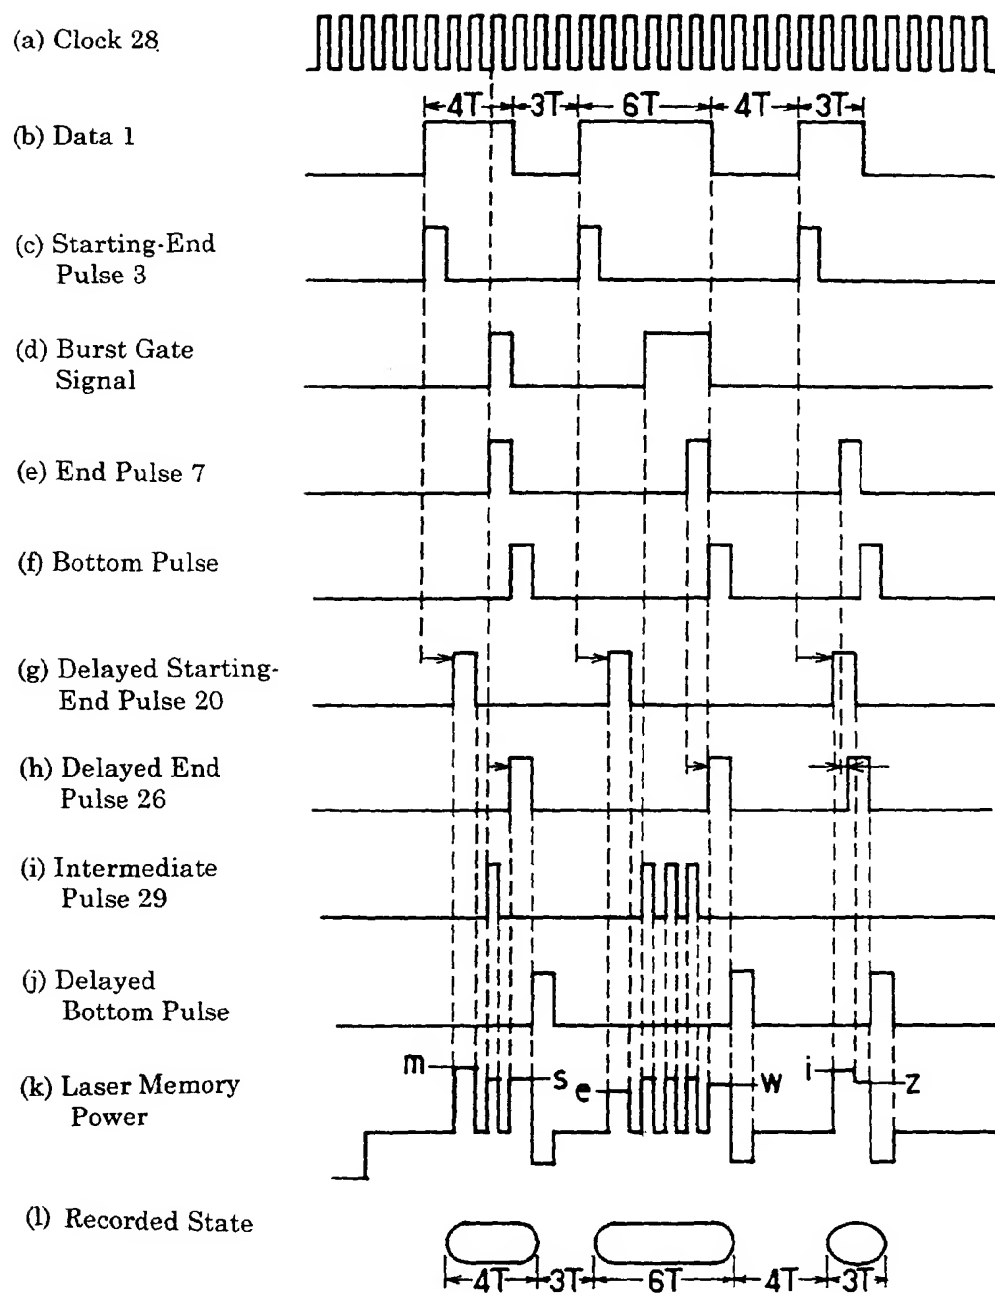 (a) Clock 28
4T 3T 6T 4T 3T
(b) Data 1
(c) Starting-End
Pulse 3
(d) Burst Gate
Signal
(e) End Pulse 7
(f) Bottom Pulse
(g) Delayed Starting-
End Pulse 20
(h) Delayed End
Pulse 26
(i) Intermediate
Pulse 29
(j) Delayed
Bottom Pulse
m s e w i z
(k) Laser Memory
Power
(l) Recorded State
4T 3T 6T 4T 3T